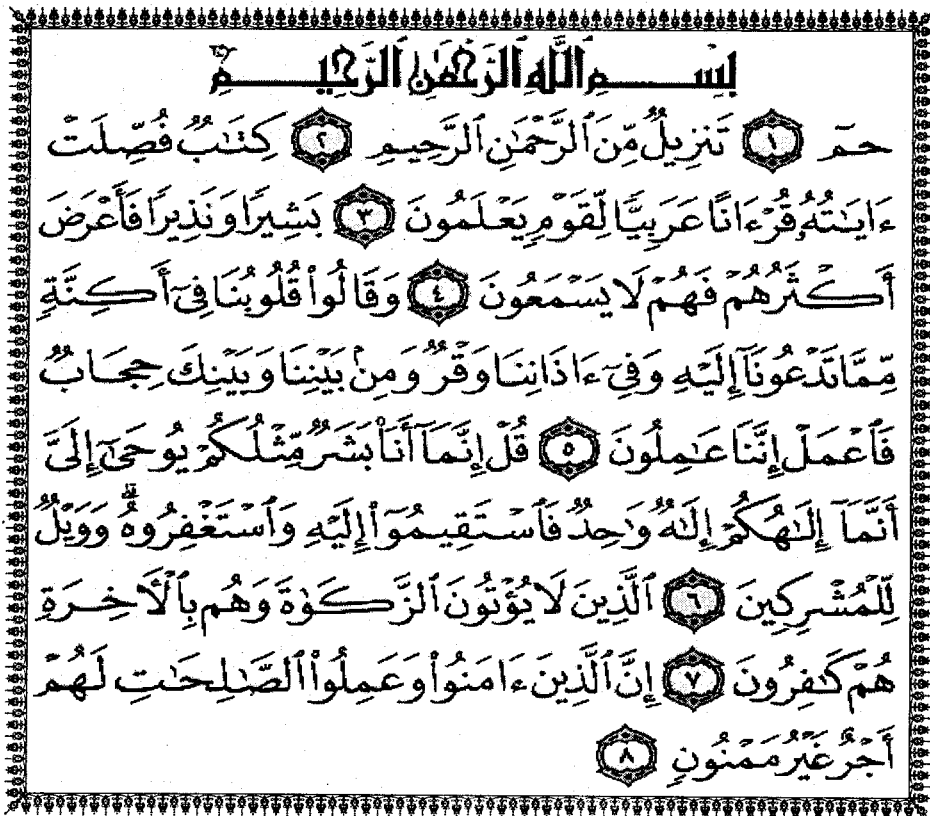 بِسْمِ ٱللَّهِ ٱلرَّحْمَٰنِ ٱلرَّحِيمِ
حمٓ ١ تَنزِيلٌ مِّنَ ٱلرَّحْمَٰنِ ٱلرَّحِيمِ ٢ كِتَٰبٌ فُصِّلَتْ
ءَايَٰتُهُۥ قُرْءَانًا عَرَبِيًّا لِّقَوْمٍ يَعْلَمُونَ ٣ بَشِيرًا وَنَذِيرًا فَأَعْرَضَ
أَكْثَرُهُمْ فَهُمْ لَا يَسْمَعُونَ ٤ وَقَالُوا۟ قُلُوبُنَا فِىٓ أَكِنَّةٍ
مِّمَّا تَدْعُونَآ إِلَيْهِ وَفِىٓ ءَاذَانِنَا وَقْرٌ وَمِنۢ بَيْنِنَا وَبَيْنِكَ حِجَابٌ
فَٱعْمَلْ إِنَّنَا عَٰمِلُونَ ٥ قُلْ إِنَّمَآ أَنَا۠ بَشَرٌ مِّثْلُكُمْ يُوحَىٰٓ إِلَىَّ
أَنَّمَآ إِلَٰهُكُمْ إِلَٰهٌ وَٰحِدٌ فَٱسْتَقِيمُوٓا۟ إِلَيْهِ وَٱسْتَغْفِرُوهُ ۗ وَوَيْلٌ
لِّلْمُشْرِكِينَ ٦ ٱلَّذِينَ لَا يُؤْتُونَ ٱلزَّكَوٰةَ وَهُم بِٱلْءَاخِرَةِ
هُمْ كَٰفِرُونَ ٧ إِنَّ ٱلَّذِينَ ءَامَنُوا۟ وَعَمِلُوا۟ ٱلصَّٰلِحَٰتِ لَهُمْ
أَجْرٌ غَيْرُ مَمْنُونٍ ٨